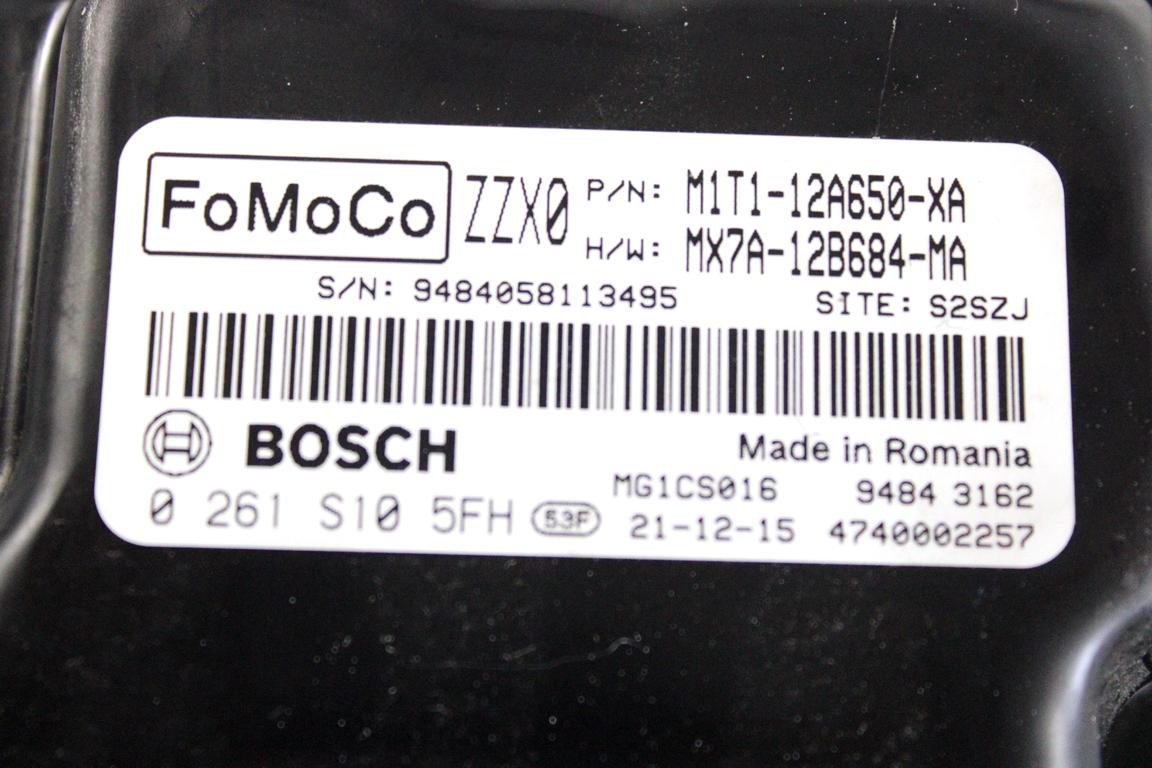 FoMoCo ZZX0 P/N: M1T1-12A650-XA
H/W: MX7A-12B684-MA
S/N: 9484058113495 SITE: S2SZJ
BOSCH Made in Romania
MG1CS016 9484 3162
0 261 S10 5FH 53F 21-12-15 4740002257